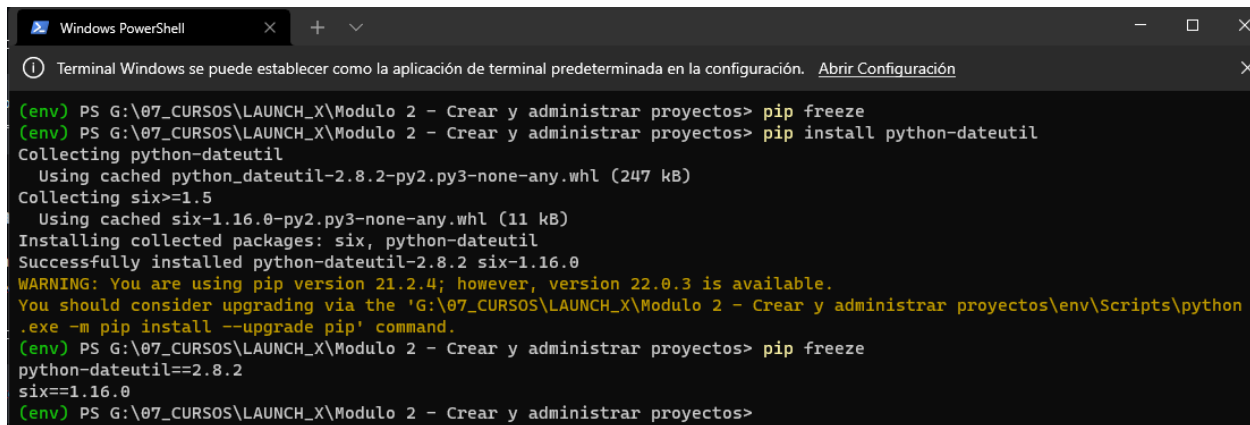 Windows PowerShell
Terminal Windows se puede establecer como la aplicación de terminal predeterminada en la configuración. Abrir Configuración
(env) PS G:\07_CURSOS\LAUNCH_X\Modulo 2 - Crear y administrar proyectos> pip freeze
(env) PS G:\07_CURSOS\LAUNCH_X\Modulo 2 - Crear y administrar proyectos> pip install python-dateutil
Collecting python-dateutil
  Using cached python_dateutil-2.8.2-py2.py3-none-any.whl (247 kB)
Collecting six>=1.5
  Using cached six-1.16.0-py2.py3-none-any.whl (11 kB)
Installing collected packages: six, python-dateutil
Successfully installed python-dateutil-2.8.2 six-1.16.0
WARNING: You are using pip version 21.2.4; however, version 22.0.3 is available.
You should consider upgrading via the 'G:\07_CURSOS\LAUNCH_X\Modulo 2 - Crear y administrar proyectos\env\Scripts\python
.exe -m pip install --upgrade pip' command.
(env) PS G:\07_CURSOS\LAUNCH_X\Modulo 2 - Crear y administrar proyectos> pip freeze
python-dateutil==2.8.2
six==1.16.0
(env) PS G:\07_CURSOS\LAUNCH_X\Modulo 2 - Crear y administrar proyectos>